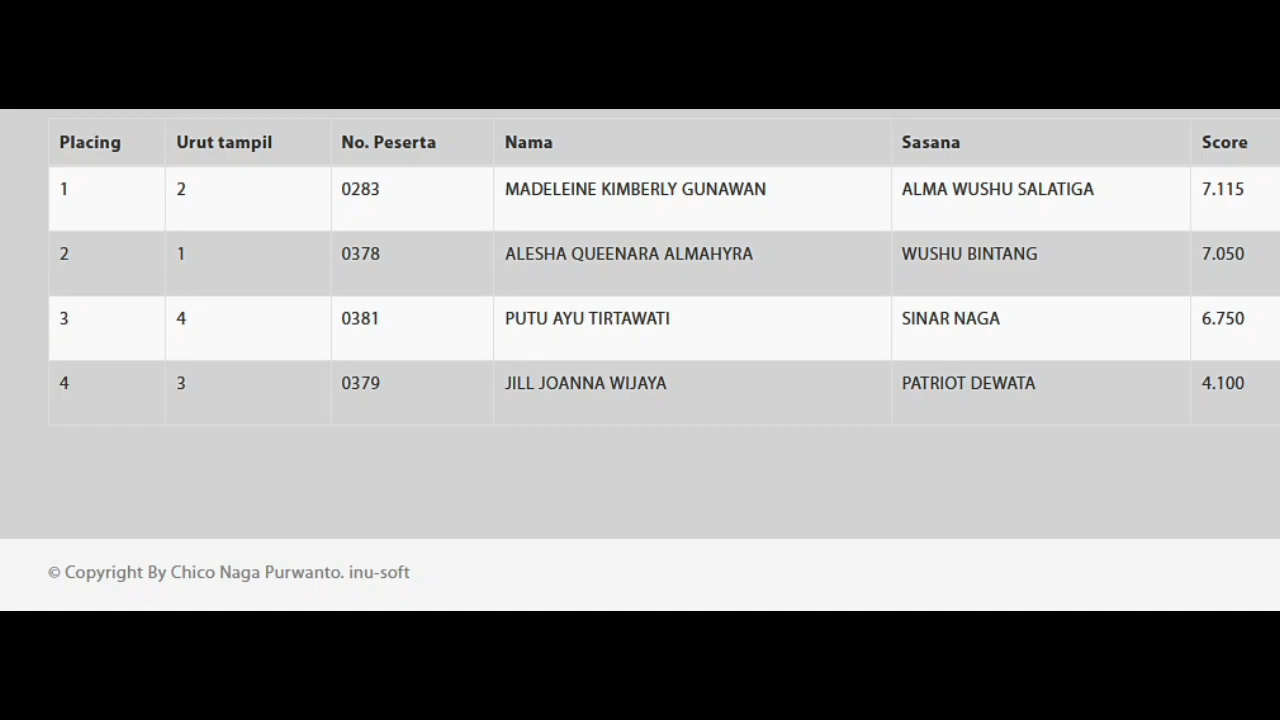 Placing Urut tampil No. Peserta Nama Sasana Score
1 2 0283 MADELEINE KIMBERLY GUNAWAN ALMA WUSHU SALATIGA 7.115
2 1 0378 ALESHA QUEENARA ALMAHYRA WUSHU BINTANG 7.050
3 4 0381 PUTU AYU TIRTAWATI SINAR NAGA 6.750
4 3 0379 JILL JOANNA WIJAYA PATRIOT DEWATA 4.100
© Copyright By Chico Naga Purwanto. inu-soft